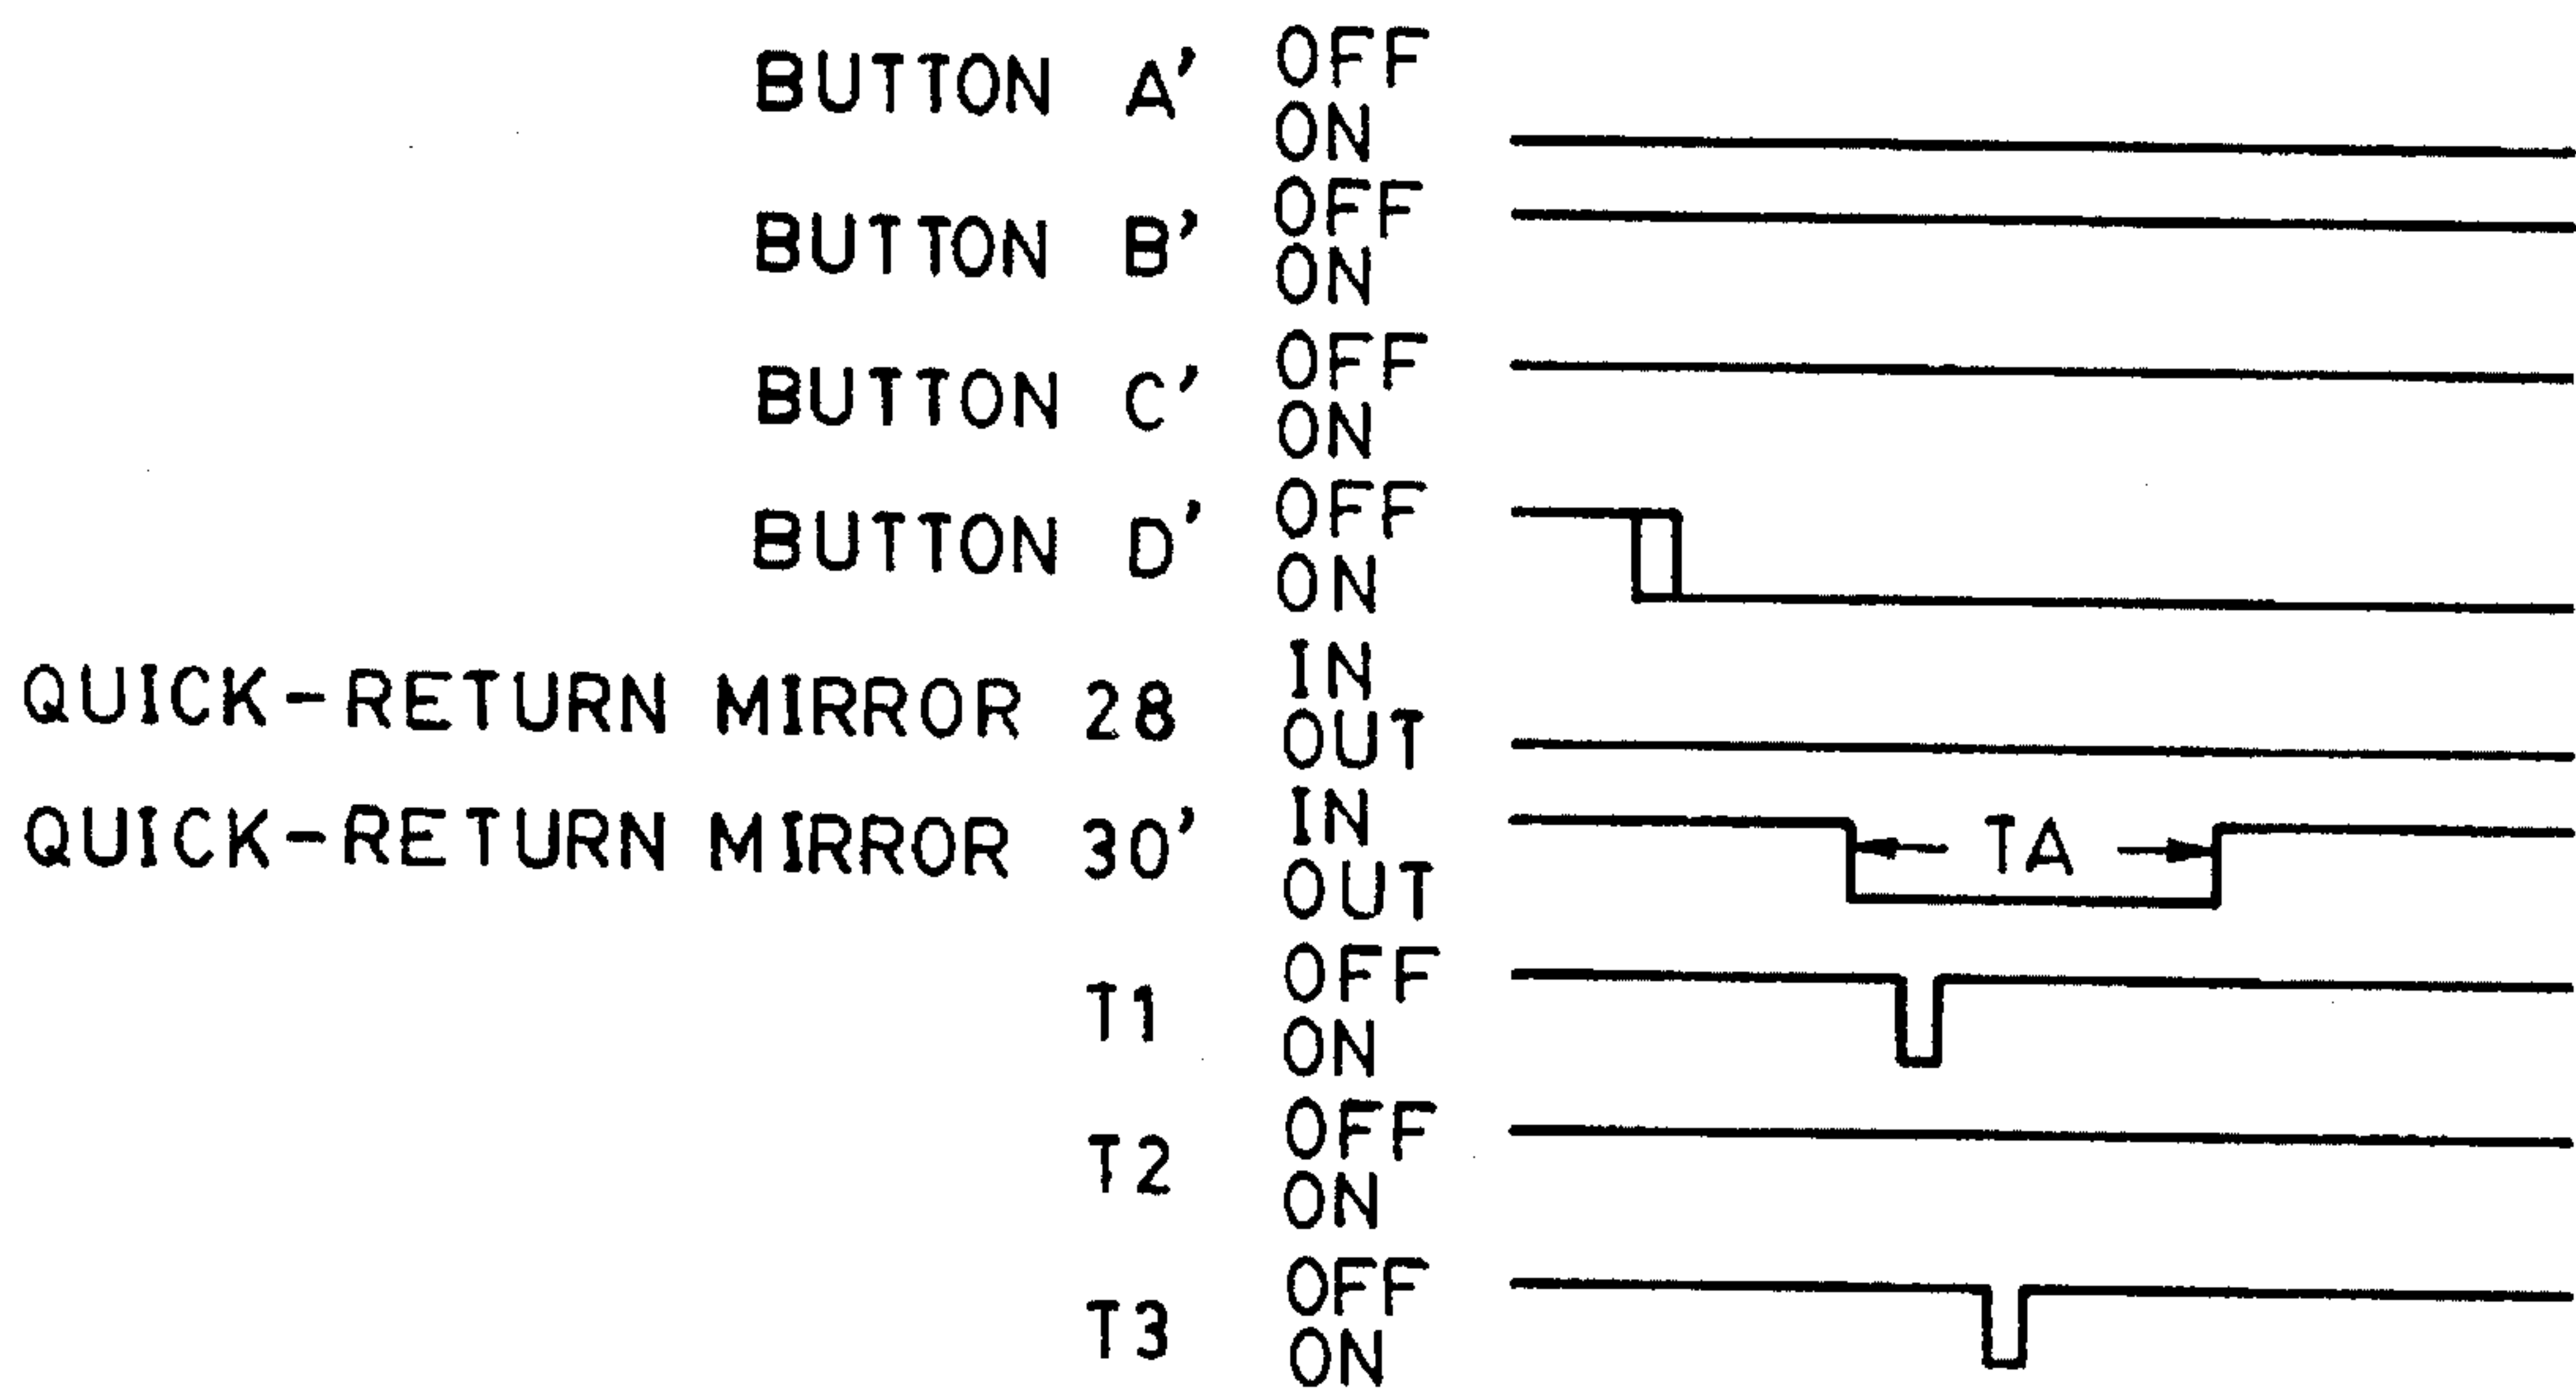 BUTTON A' OFF
ON
BUTTON B' OFF
ON
BUTTON C' OFF
ON
BUTTON D' OFF
ON
QUICK-RETURN MIRROR 28 IN
OUT
QUICK-RETURN MIRROR 30' IN
OUT
TA
T1 OFF
ON
T2 OFF
ON
T3 OFF
ON